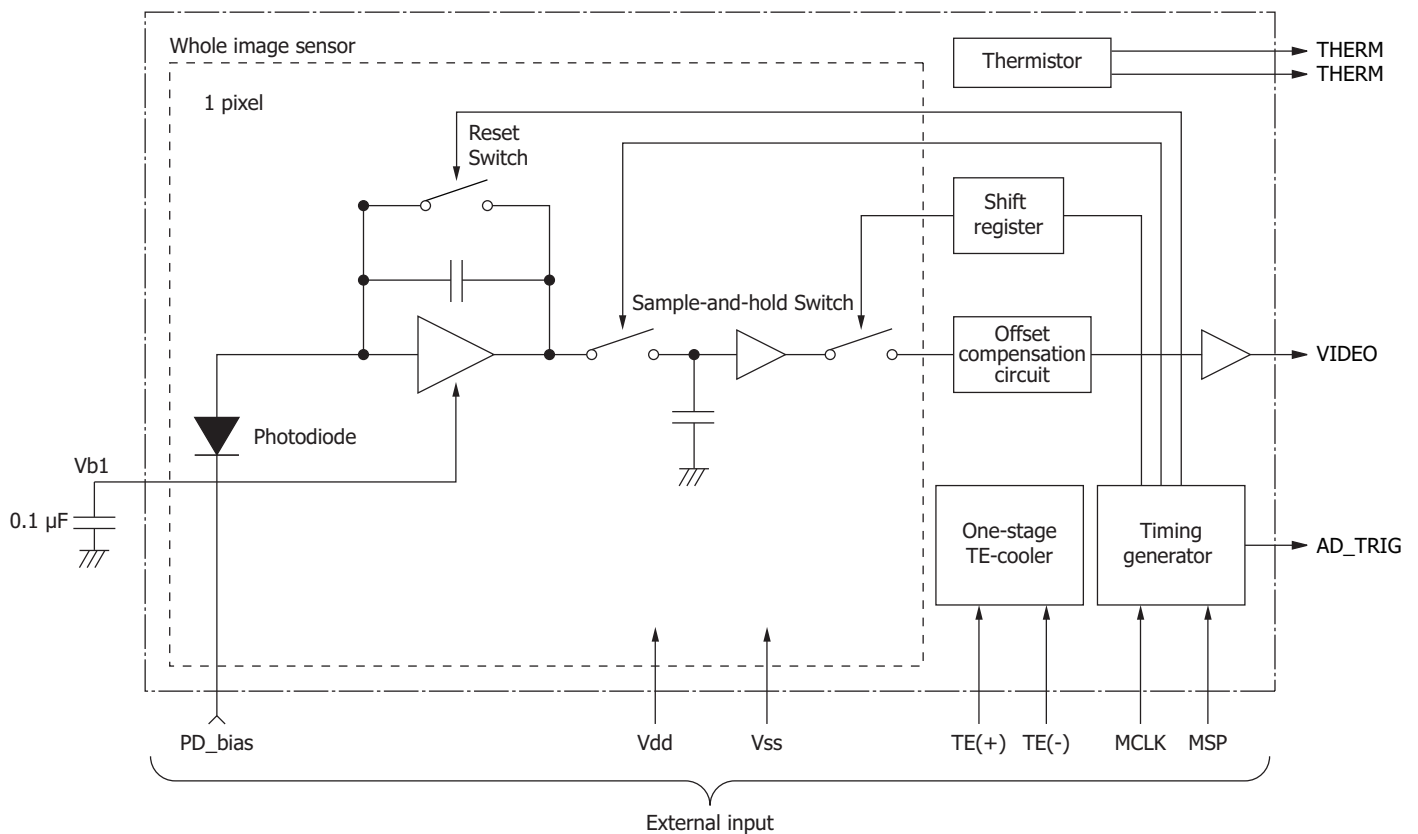 Whole image sensor
Thermistor
THERM
THERM
1 pixel
Reset
Switch
Shift
register
Sample-and-hold Switch
Offset
compensation
circuit
VIDEO
Photodiode
Vb1
0.1 µF
One-stage
TE-cooler
Timing
generator
AD_TRIG
PD_bias
Vdd
Vss
TE(+)
TE(-)
MCLK
MSP
External input